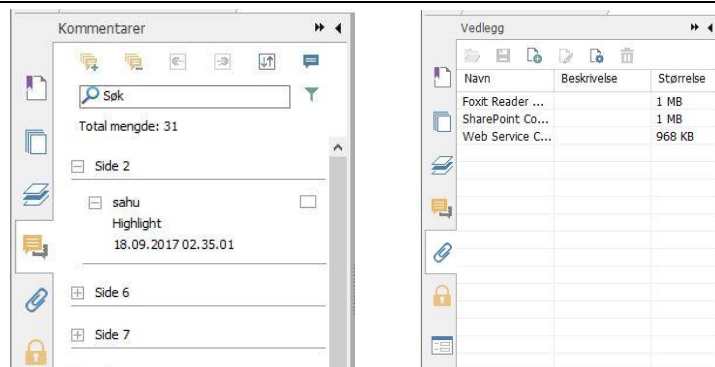 Kommentarer
Søk
Total mengde: 31
Side 2
sahu
Highlight
18.09.2017 02.35.01
Side 6
Side 7
Vedlegg
Navn Beskrivelse Størrelse
Foxit Reader ... 1 MB
SharePoint Co... 1 MB
Web Service C... 968 KB